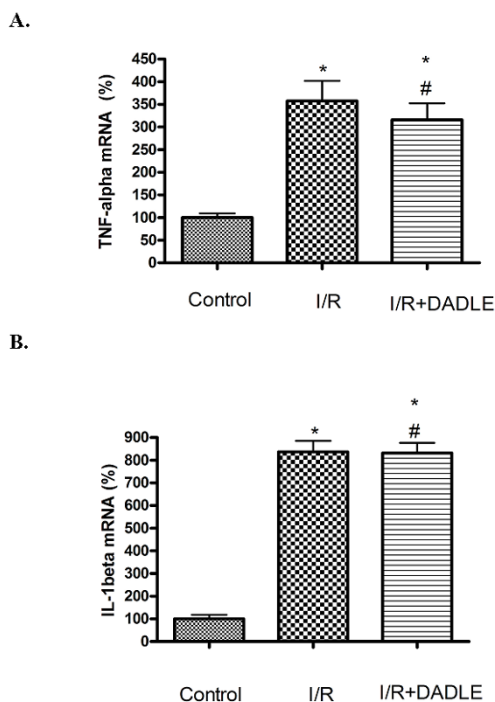 A.
TNF-alpha mRNA (%)
450
400
350
300
250
200
150
100
50
0
*
*
#
Control
I/R
I/R+DADLE
B.
IL-1beta mRNA (%)
900
800
700
600
500
400
300
200
100
0
*
*
#
Control
I/R
I/R+DADLE